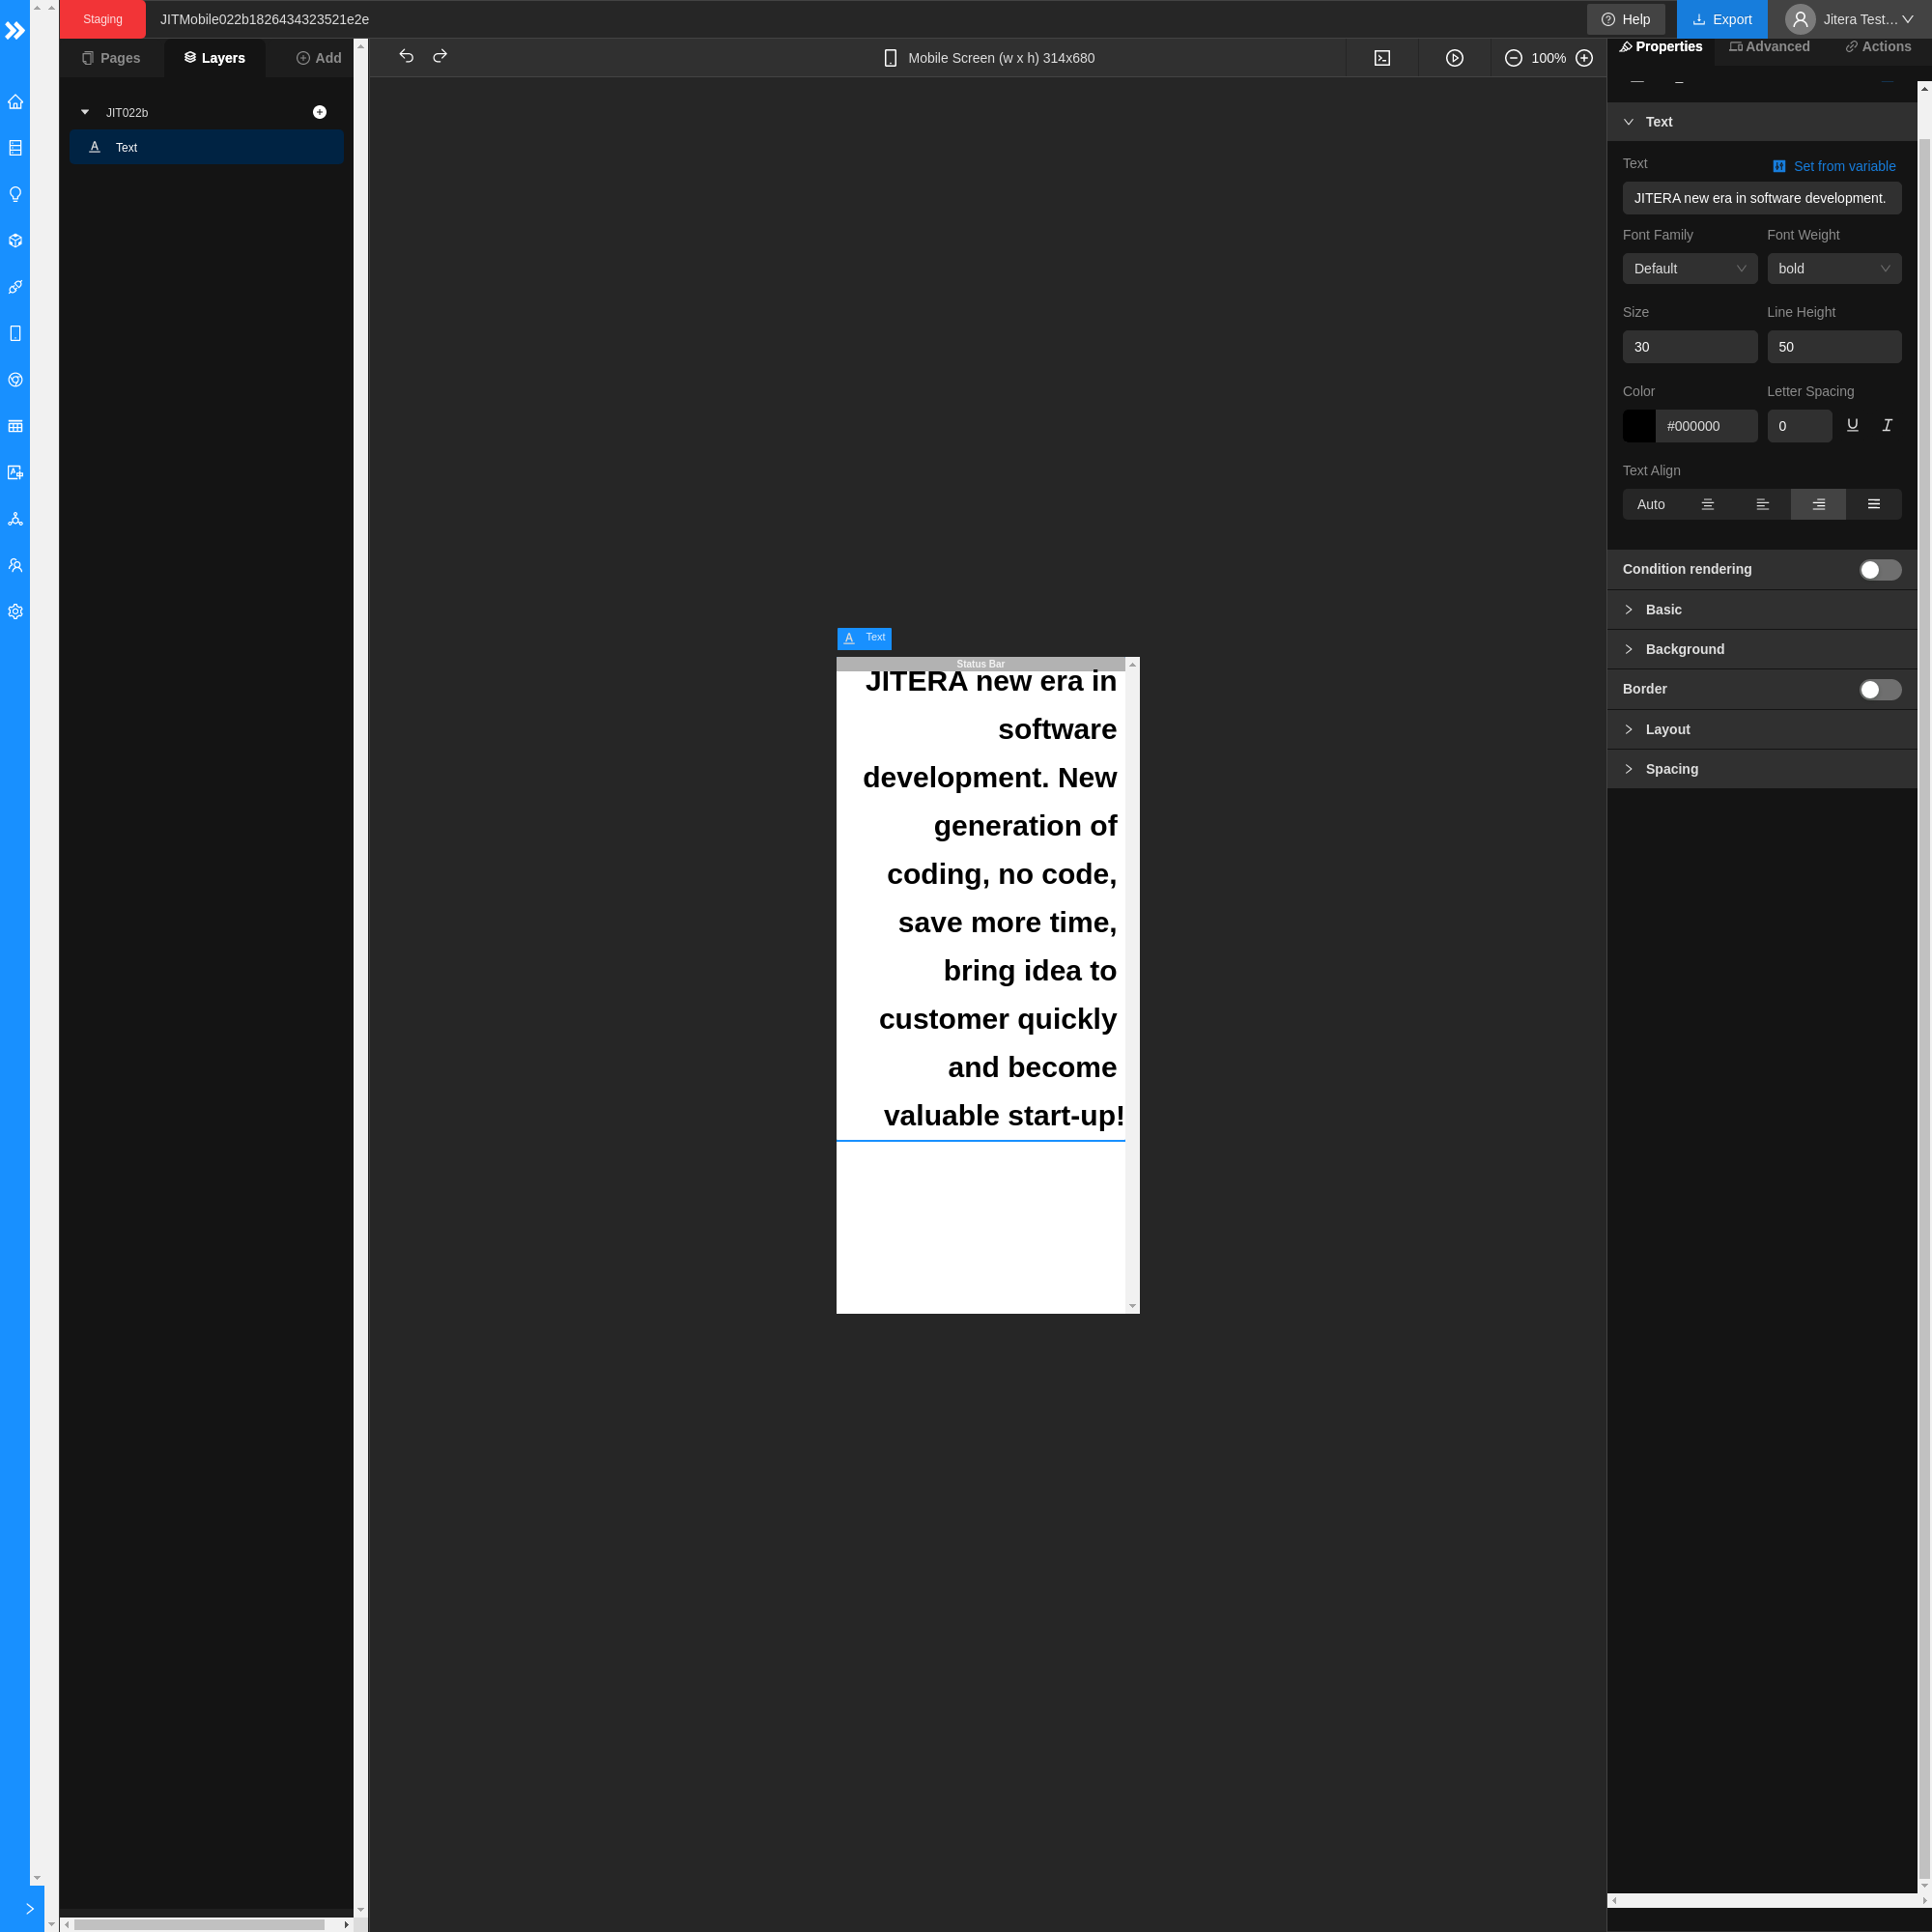 Staging
JITMobile022b1826434323521e2e
Help
Export
Jitera Test...
Pages
Layers
Add
Mobile Screen (w x h) 314x680
100%
Properties
Advanced
Actions
JIT022b
Text
Text
Text
Set from variable
JITERA new era in software development.
Font Family
Font Weight
Default
bold
Size
Line Height
30
50
Color
Letter Spacing
#000000
0
Text Align
Auto
Condition rendering
Basic
Background
Border
Layout
Spacing
Text
Status Bar
JITERA new era in
software
development. New
generation of
coding, no code,
save more time,
bring idea to
customer quickly
and become
valuable start-up!